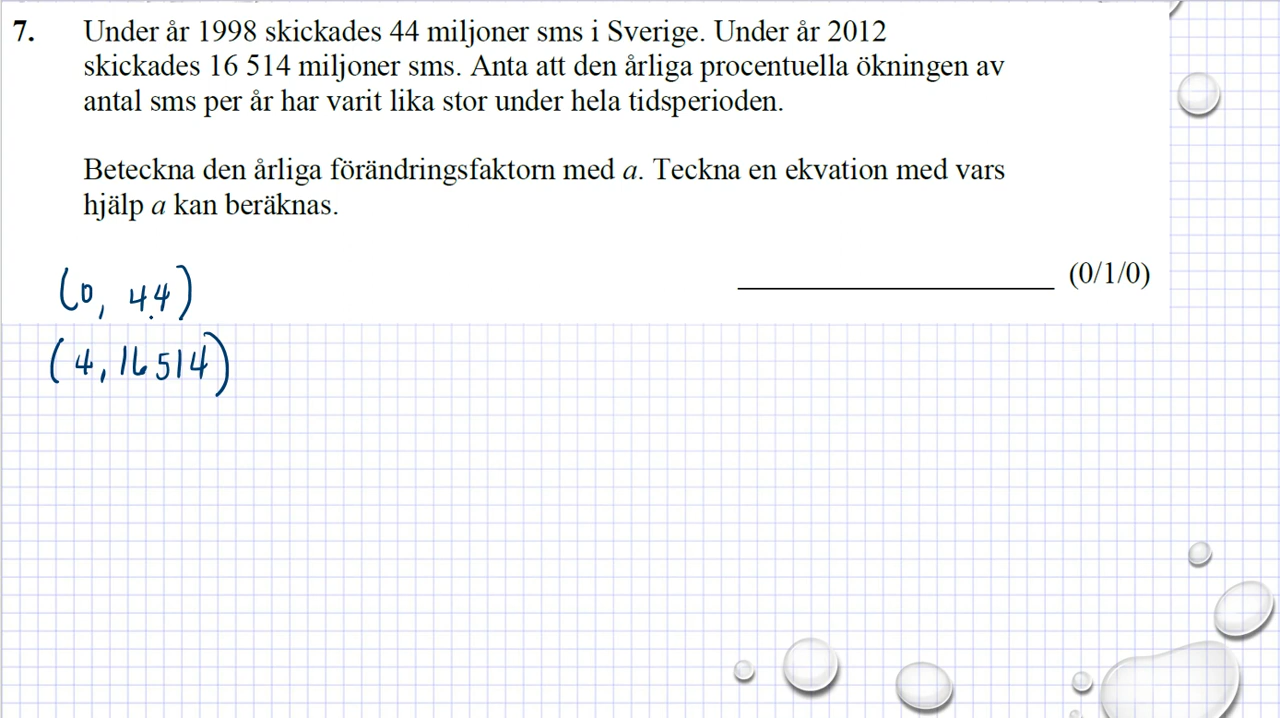 7. Under år 1998 skickades 44 miljoner sms i Sverige. Under år 2012
skickades 16 514 miljoner sms. Anta att den årliga procentuella ökningen av
antal sms per år har varit lika stor under hela tidsperioden.
Beteckna den årliga förändringsfaktorn med a. Teckna en ekvation med vars
hjälp a kan beräknas.
(0/1/0)
(0, 44)
(4, 16514)